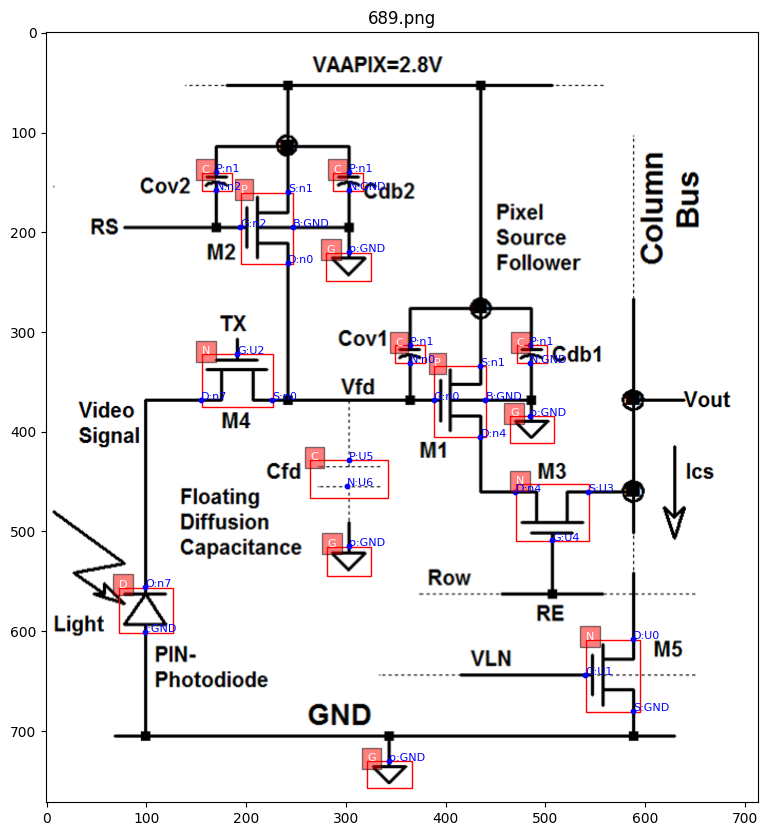 689.png
VAAPIX=2.8V
Column
Bus
C P:n1
N:n2
Cov2
C P:n1
N:GND
Cdb2
P S:n1
RS
G:n2
B:GND
M2
D:n0
G p:GND
Pixel
Source
Follower
TX
N G:U2
D:n7
S:n0
M4
Vfd
Cov1
C P:n1
N:n0
C P:n1
N:GND
Cdb1
P S:n1
G:n0
B:GND
M1
D:n4
G p:GND
Vout
Video
Signal
Cfd
C P:U5
N:U6
Floating
Diffusion
Capacitance
G p:GND
M3
N D:n4
S:U3
G:U4
Ics
Row
RE
Light
D O:n7
I:GND
PIN-
Photodiode
VLN
N D:U0
M5
G:U1
S:GND
GND
G p:GND
0
100
200
300
400
500
600
700
0 100 200 300 400 500 600 700